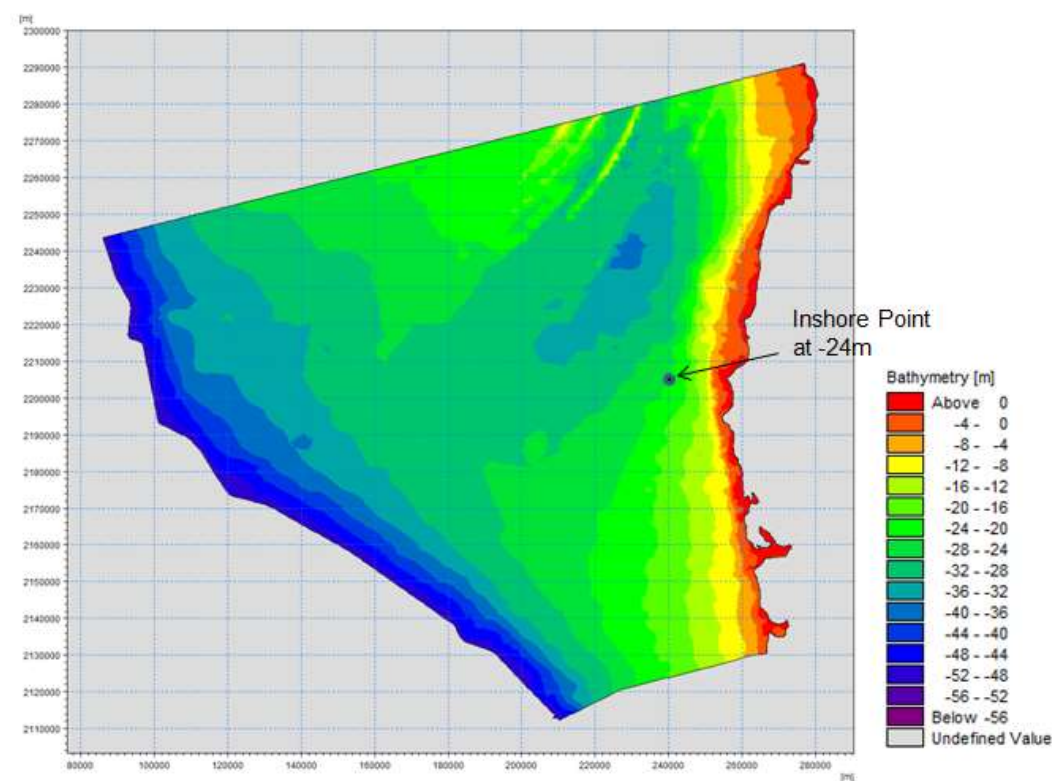 [m]
2300000
2290000
2280000
2270000
2260000
2250000
2240000
2230000
2220000
2210000
2200000
2190000
2180000
2170000
2160000
2150000
2140000
2130000
2120000
2110000
80000 100000 120000 140000 160000 180000 200000 220000 240000 260000 280000
[m]
Inshore Point
at -24m
Bathymetry [m]
Above 0
-4 - 0
-8 - -4
-12 - -8
-16 - -12
-20 - -16
-24 - -20
-28 - -24
-32 - -28
-36 - -32
-40 - -36
-44 - -40
-48 - -44
-52 - -48
-56 - -52
Below -56
Undefined Value